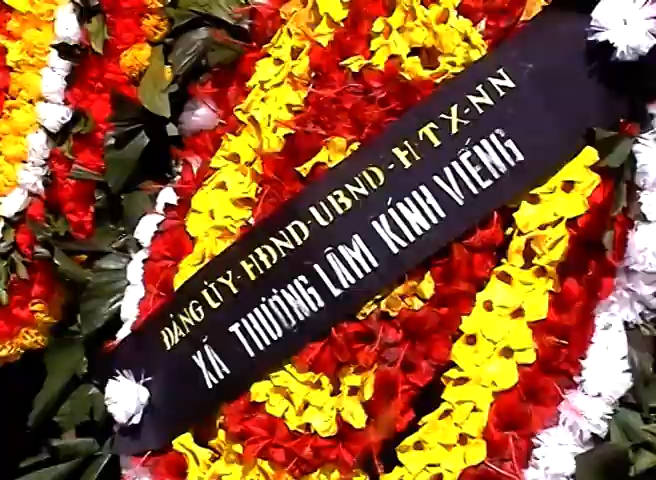 ĐẢNG ỦY-HĐND-UBND-HTX-NN
XÃ THƯỢNG LÂM KÍNH VIẾNG